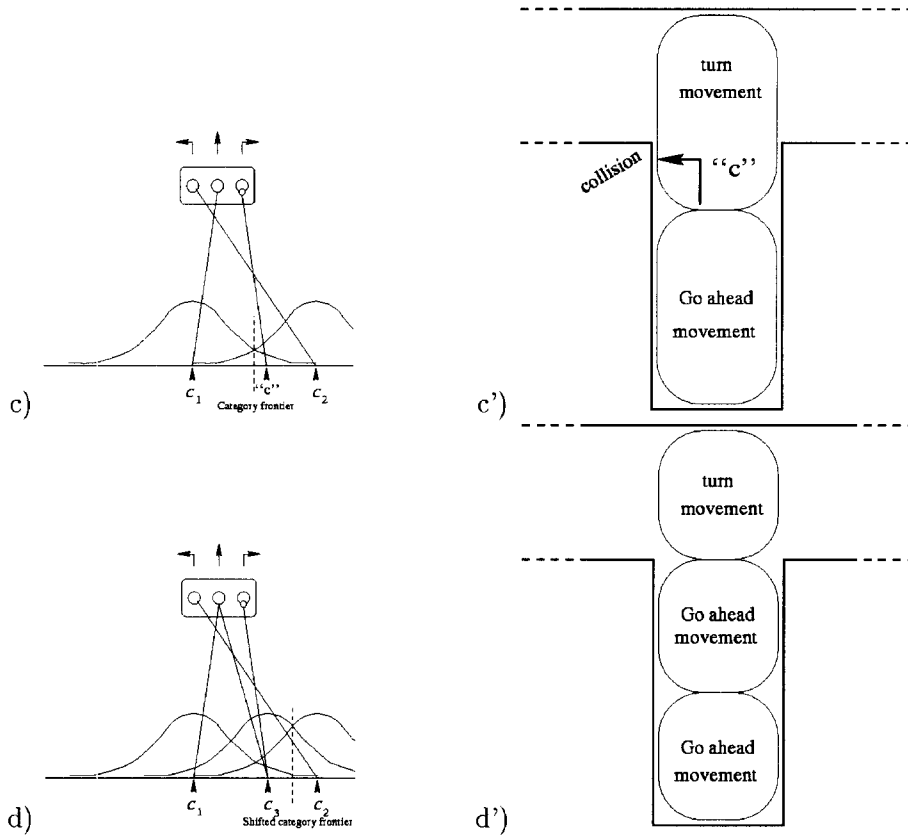 turn
movement
collision
“c”
Go ahead
movement
c₁ “c” c₂
Category frontier
c)
c’)
turn
movement
Go ahead
movement
Go ahead
movement
c₁ c₃ c₂
Shifted category frontier
d)
d’)